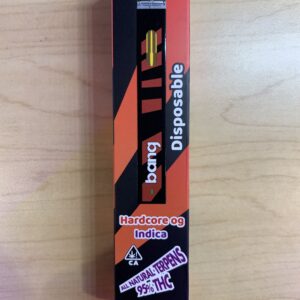 Disposable
bang
Hardcore og
Indica
CA
ALL NATURAL TERPENS
95% THC